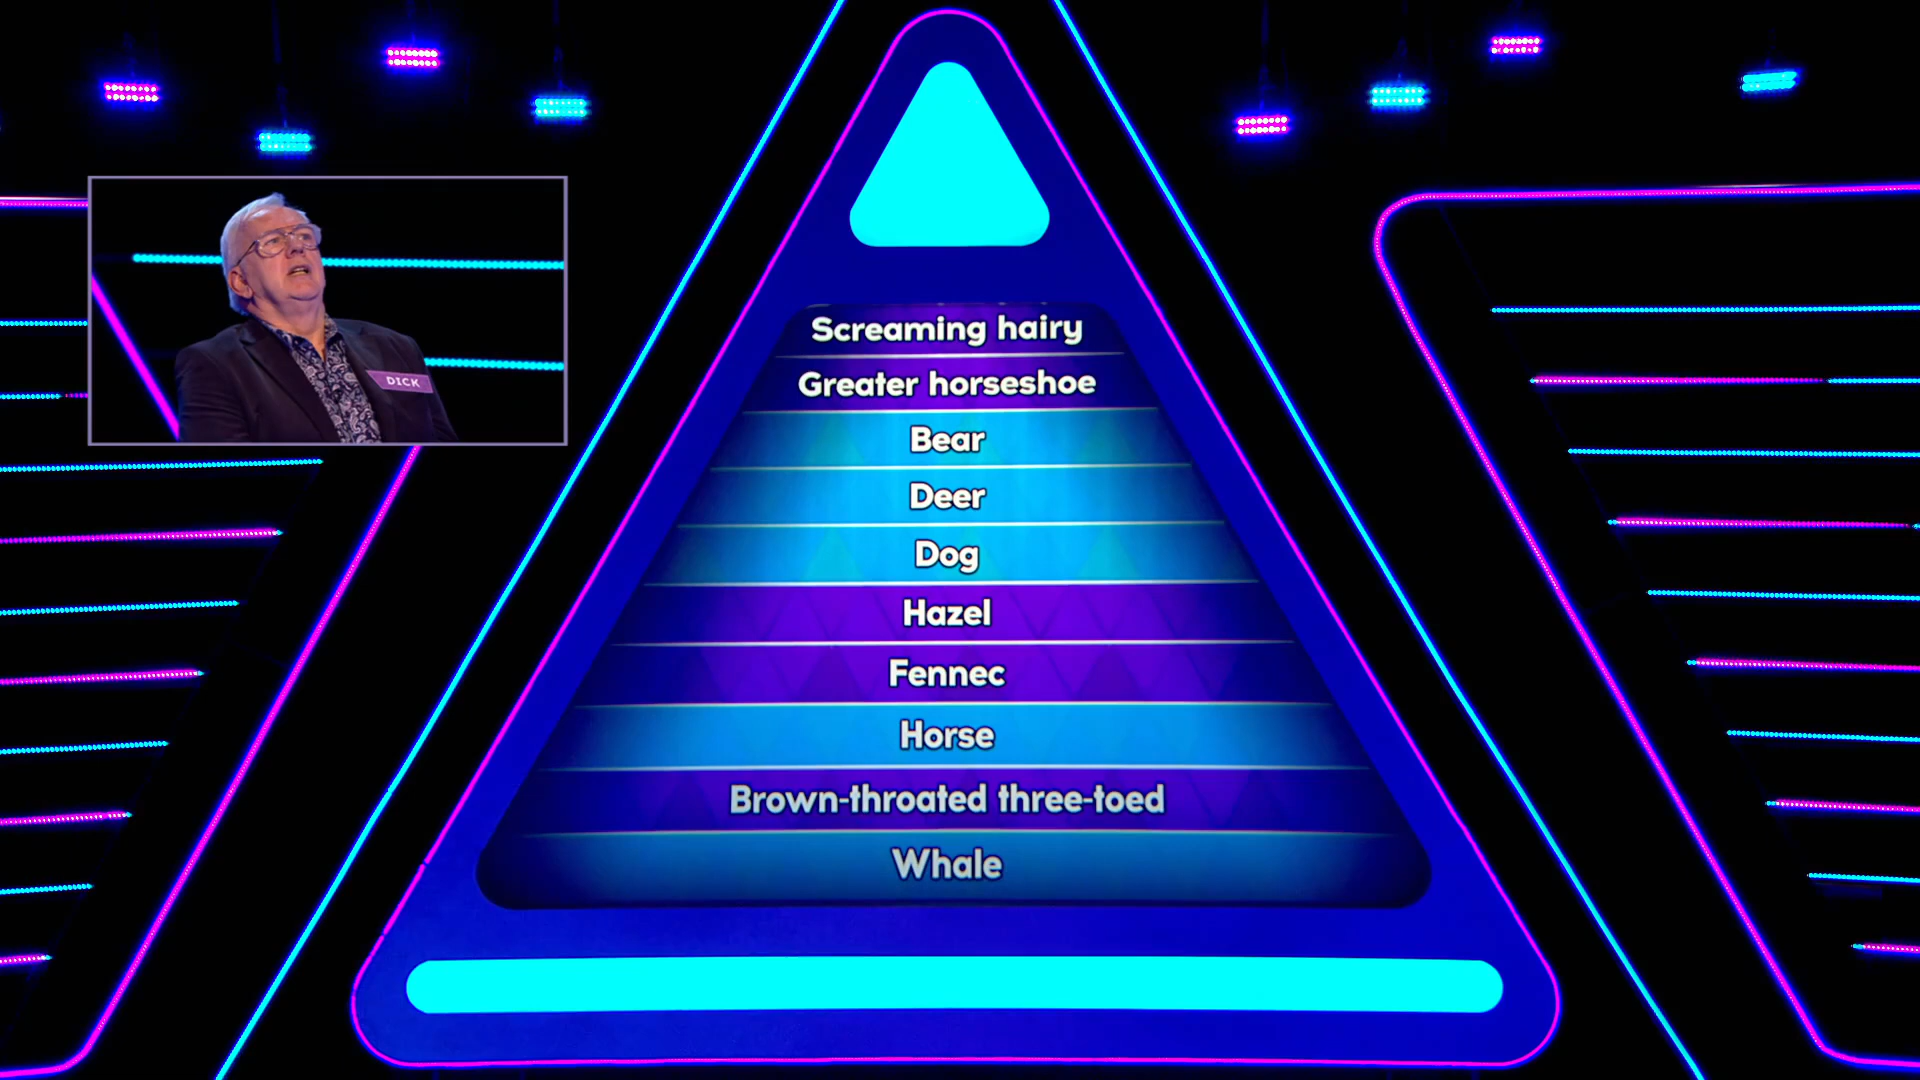 DICK
Screaming hairy
Greater horseshoe
Bear
Deer
Dog
Hazel
Fennec
Horse
Brown-throated three-toed
Whale